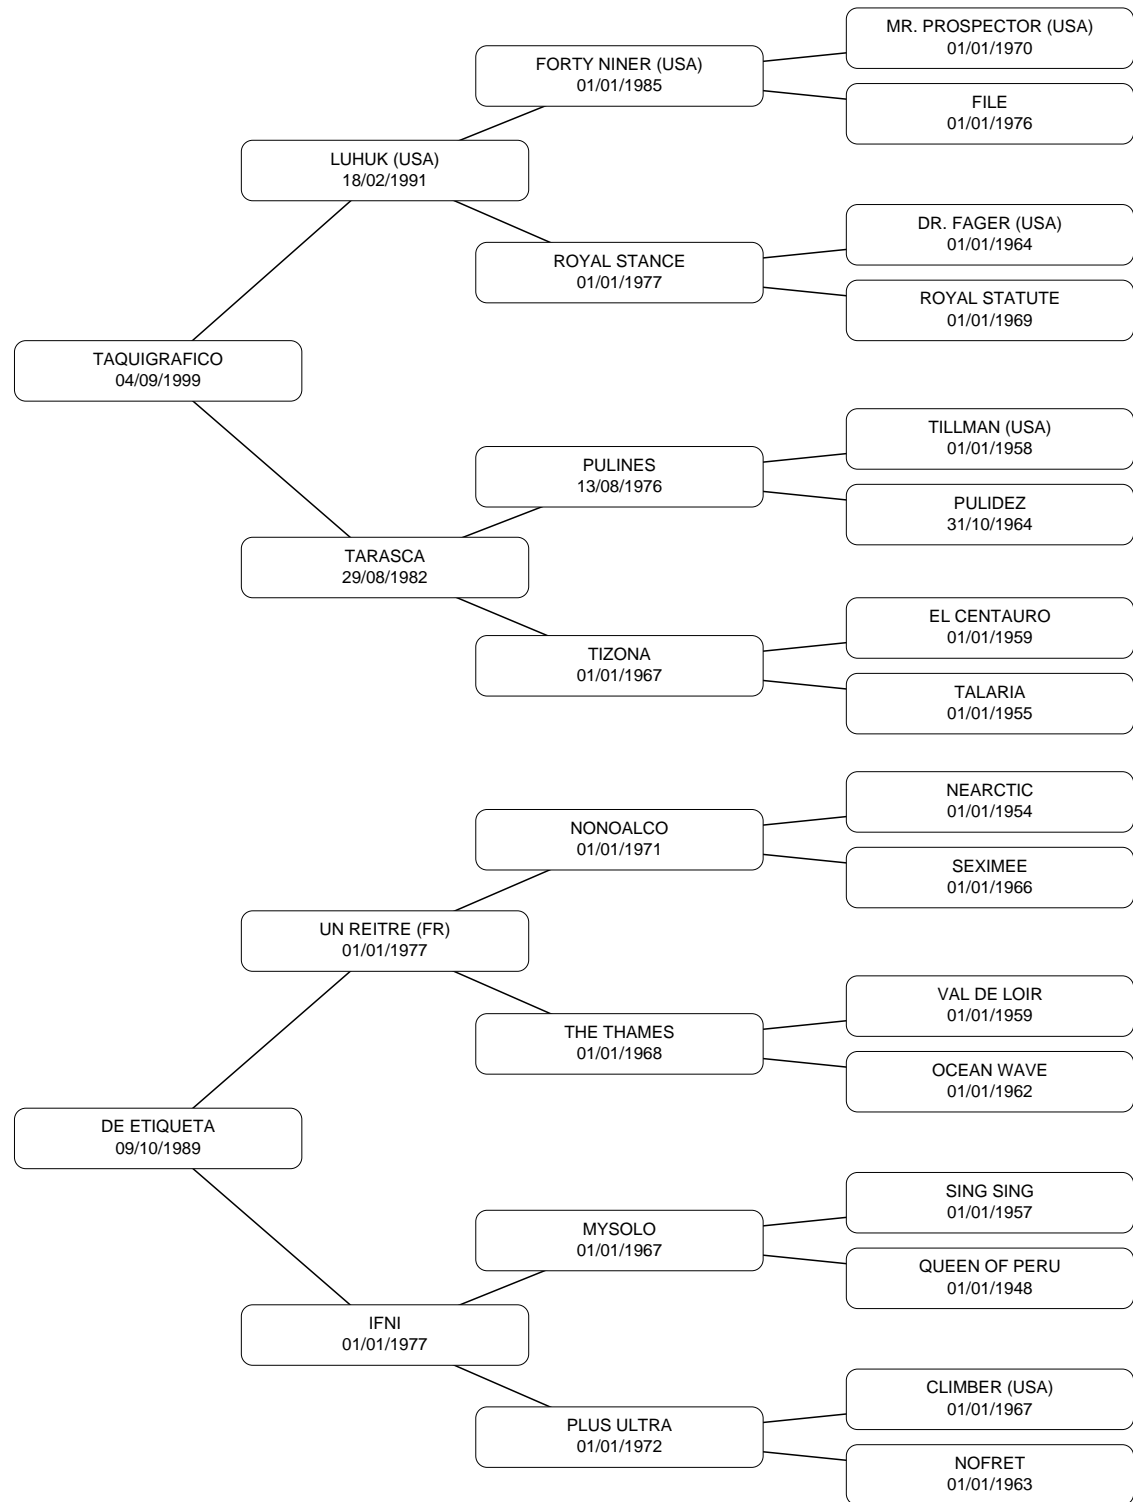 MR. PROSPECTOR (USA)
01/01/1970
FORTY NINER (USA)
01/01/1985
FILE
01/01/1976
LUHUK (USA)
18/02/1991
DR. FAGER (USA)
01/01/1964
ROYAL STANCE
01/01/1977
ROYAL STATUTE
01/01/1969
TAQUIGRAFICO
04/09/1999
TILLMAN (USA)
01/01/1958
PULINES
13/08/1976
PULIDEZ
31/10/1964
TARASCA
29/08/1982
EL CENTAURO
01/01/1959
TIZONA
01/01/1967
TALARIA
01/01/1955
NEARCTIC
01/01/1954
NONOALCO
01/01/1971
SEXIMEE
01/01/1966
UN REITRE (FR)
01/01/1977
VAL DE LOIR
01/01/1959
THE THAMES
01/01/1968
OCEAN WAVE
01/01/1962
DE ETIQUETA
09/10/1989
SING SING
01/01/1957
MYSOLO
01/01/1967
QUEEN OF PERU
01/01/1948
IFNI
01/01/1977
CLIMBER (USA)
01/01/1967
PLUS ULTRA
01/01/1972
NOFRET
01/01/1963